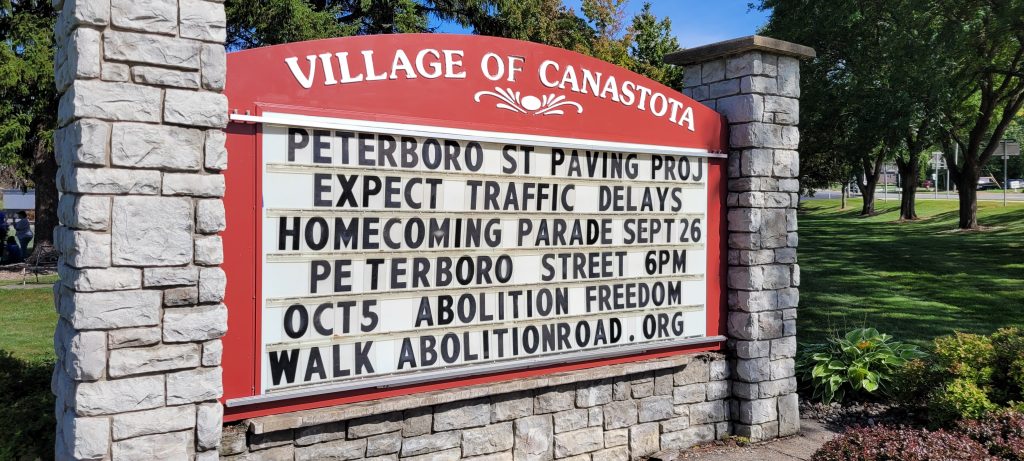 VILLAGE OF CANASTOTA
PETERBORO ST PAVING PROJ
EXPECT TRAFFIC DELAYS
HOMECOMING PARADE SEPT 26
PETERBORO STREET 6PM
OCT5 ABOLITION FREEDOM
WALK ABOLITIONROAD.ORG